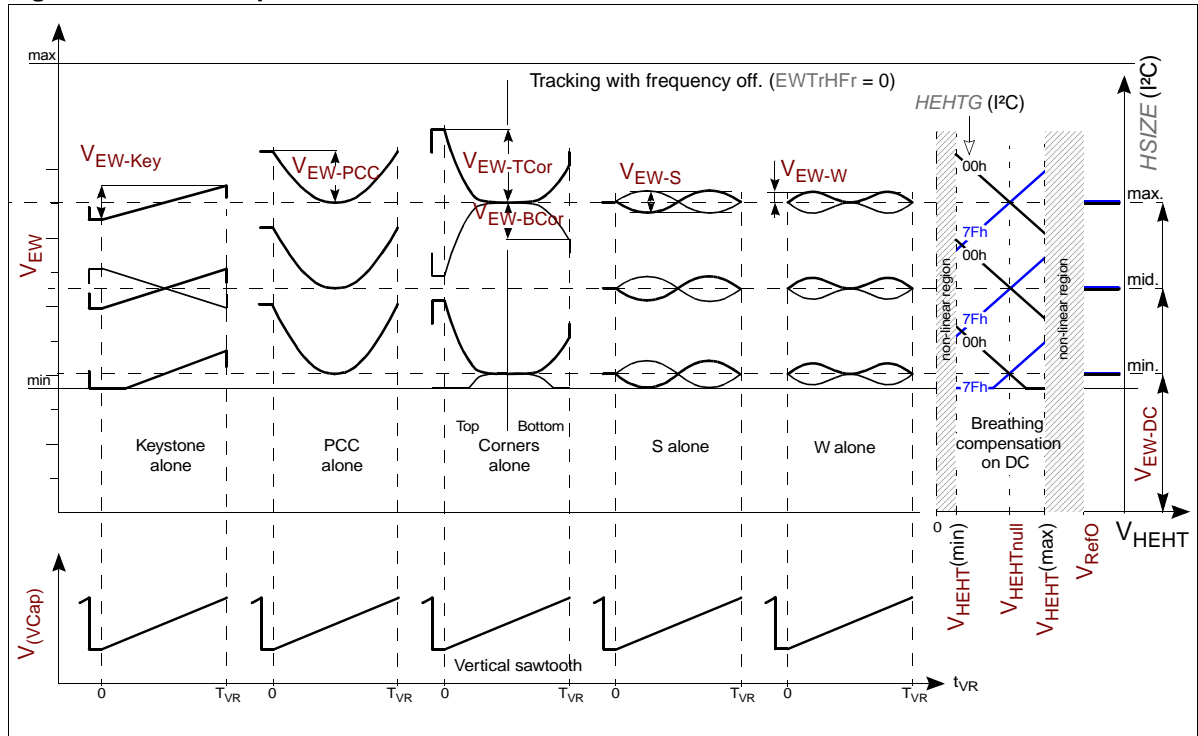 max
Tracking with frequency off. (EWTrHFr = 0)
HEHTG (I²C)
HSIZE (I²C)
VEW-Key
VEW-PCC
VEW-TCor
VEW-BCor
VEW-S
VEW-W
00h
max.
7Fh
00h
VEW
non-linear region
non-linear region
mid.
7Fh
00h
min.
min
7Fh
Top
Bottom
Keystone
alone
PCC
alone
Corners
alone
S alone
W alone
Breathing
compensation
on DC
VEW-DC
0
VHEHT
VHEHT(min)
VHEHTnull
VHEHT(max)
VRefO
V(VCap)
Vertical sawtooth
0
TVR
0
TVR
0
TVR
0
TVR
0
TVR
tVR